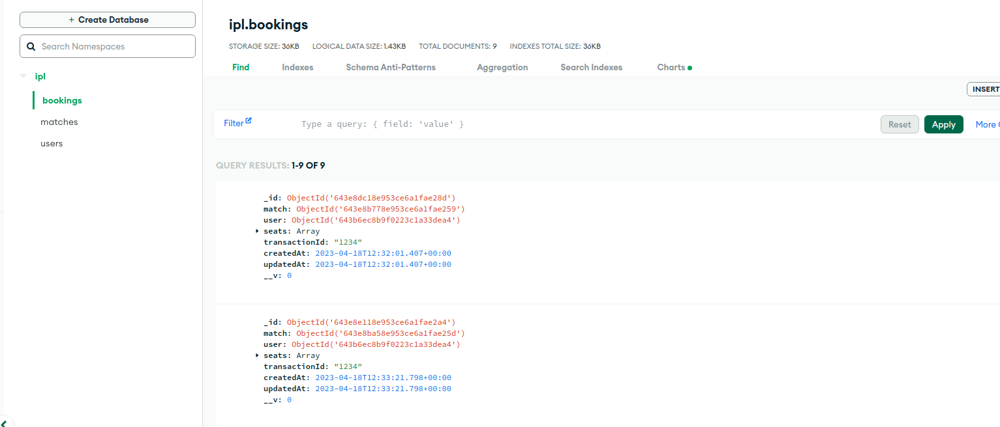 + Create Database
Search Namespaces
ipl
bookings
matches
users
ipl.bookings
STORAGE SIZE: 36KB LOGICAL DATA SIZE: 1.43KB TOTAL DOCUMENTS: 9 INDEXES TOTAL SIZE: 36KB
Find Indexes Schema Anti-Patterns Aggregation Search Indexes Charts
INSERT
Filter Type a query: { field: 'value' } Reset Apply More
QUERY RESULTS: 1-9 OF 9
_id: ObjectId('643e8dc18e953ce6a1fae28d')
match: ObjectId('643e8b778e953ce6a1fae259')
user: ObjectId('643b6ec8b9f0223c1a33dea4')
seats: Array
transactionId: "1234"
createdAt: 2023-04-18T12:32:01.407+00:00
updatedAt: 2023-04-18T12:32:01.407+00:00
__v: 0
_id: ObjectId('643e8e118e953ce6a1fae2a4')
match: ObjectId('643e8ba58e953ce6a1fae25d')
user: ObjectId('643b6ec8b9f0223c1a33dea4')
seats: Array
transactionId: "1234"
createdAt: 2023-04-18T12:33:21.798+00:00
updatedAt: 2023-04-18T12:33:21.798+00:00
__v: 0